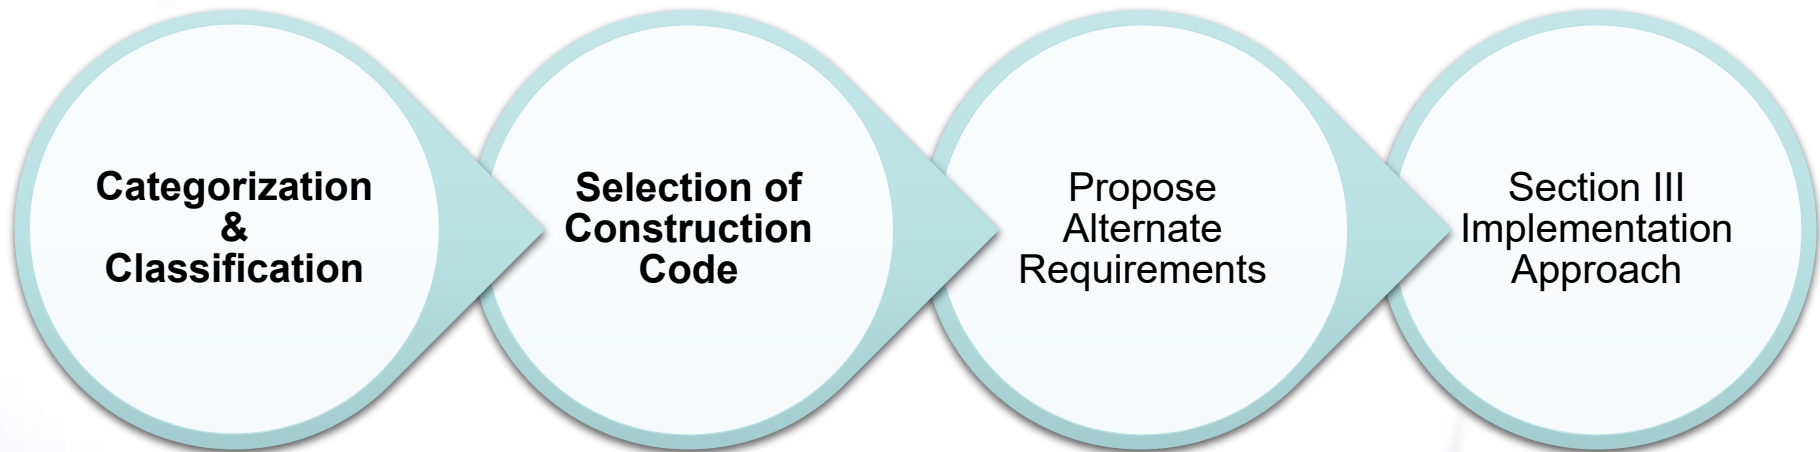 Categorization
&
Classification
Selection of
Construction
Code
Propose
Alternate
Requirements
Section III
Implementation
Approach